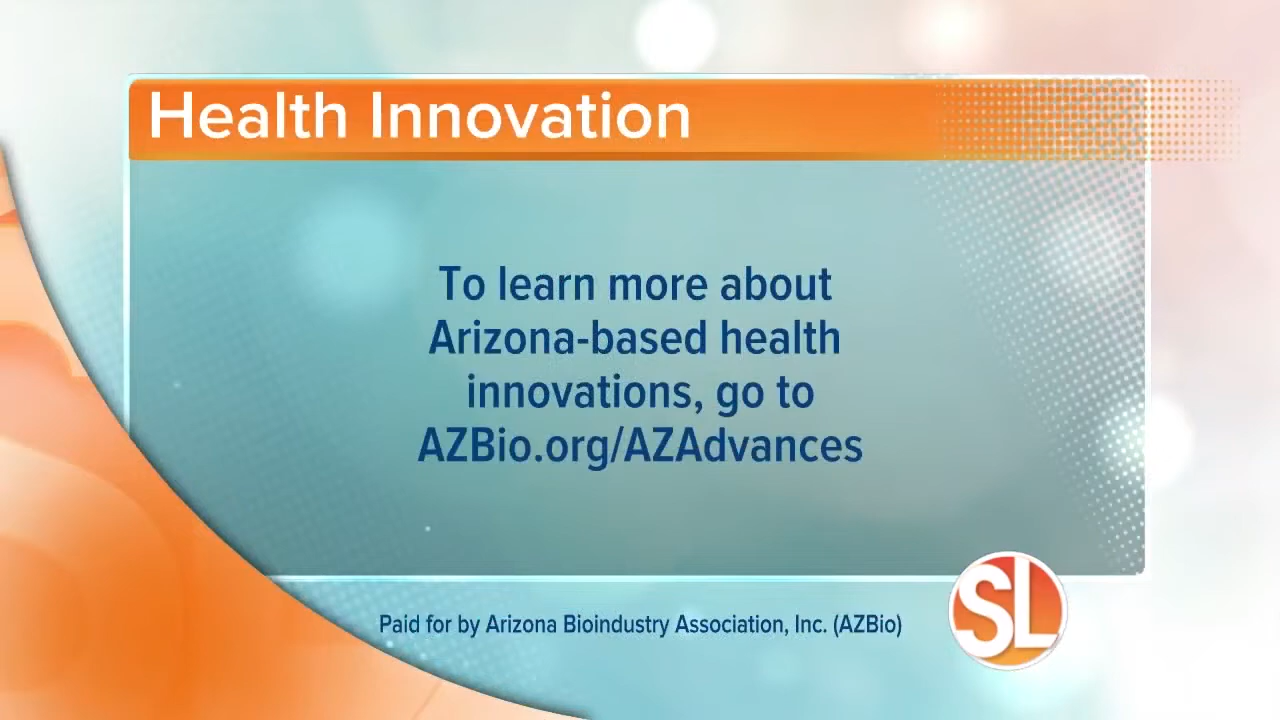 Health Innovation
To learn more about
Arizona-based health
innovations, go to
AZBio.org/AZAdvances
Paid for by Arizona Bioindustry Association, Inc. (AZBio)
SL